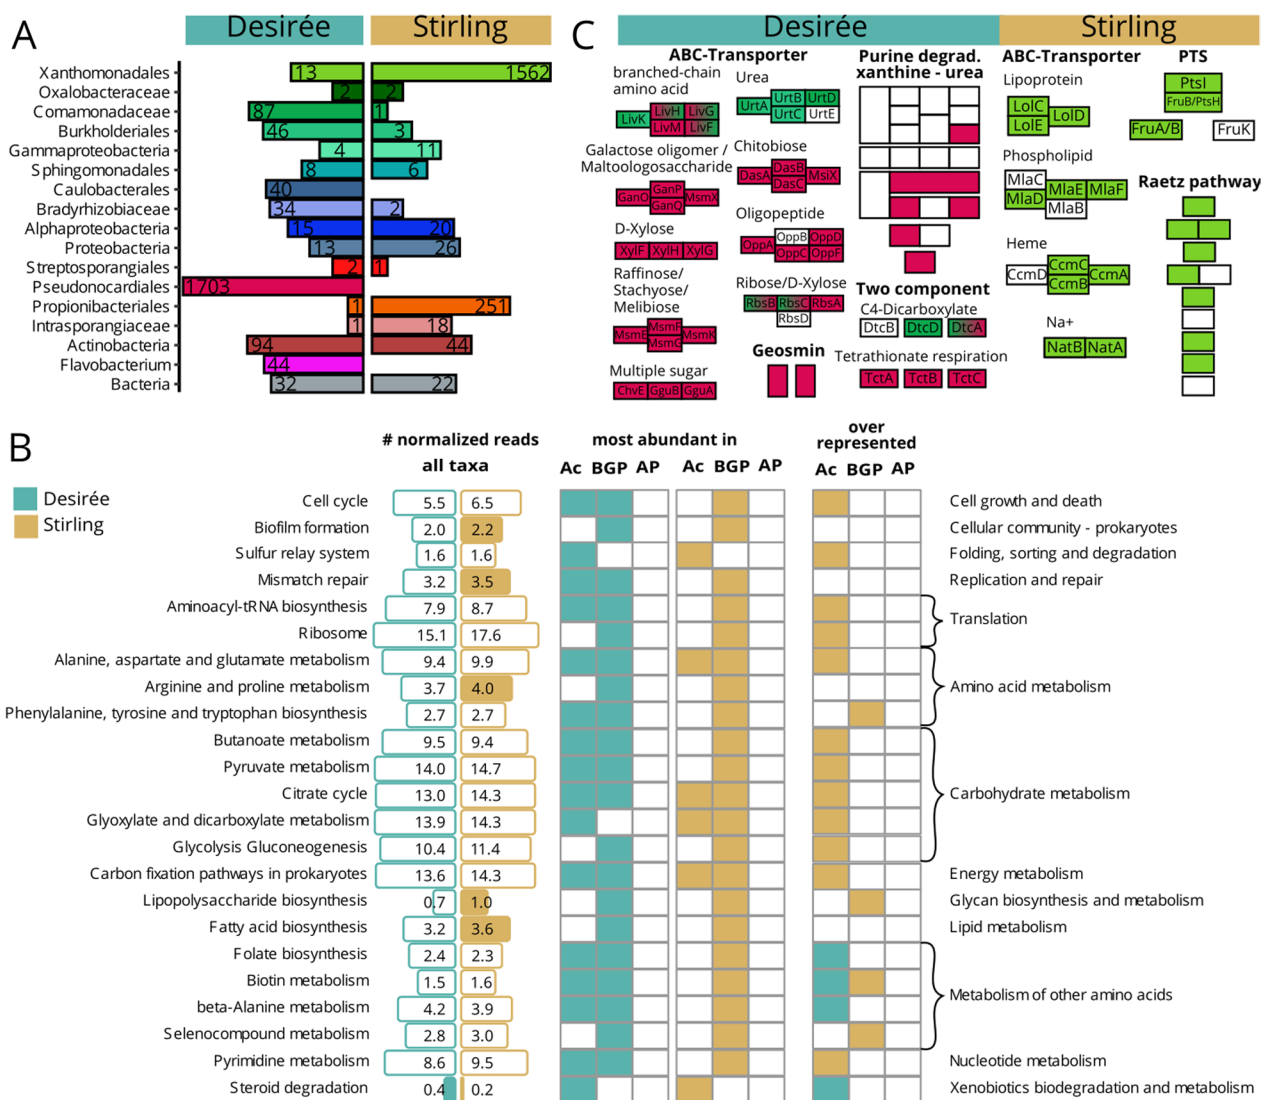 A
Desirée
Stirling
Xanthomonadales 13 1562
Oxalobacteraceae 2 2
Comamonadaceae 87 1
Burkholderiales 46 3
Gammaproteobacteria 4 11
Sphingomonadales 8 6
Caulobacterales 40
Bradyrhizobiaceae 34 2
Alphaproteobacteria 15 20
Proteobacteria 13 26
Streptosporangiales 2 1
Pseudonocardiales 1703
Propionibacteriales 1 251
Intrasporangiaceae 1 18
Actinobacteria 94 44
Flavobacterium 44
Bacteria 32 22
C
Desirée
Stirling
ABC-Transporter
branched-chain
amino acid
LivK LivH LivG
LivM LivF
Galactose oligomer /
Maltoologosaccharide
GanO GanP MsmX
GanQ
D-Xylose
XylF XylH XylG
Raffinose/
Stachyose/
Melibiose
MsmE MsmF MsmK
MsmG
Multiple sugar
ChvE GguB GguA
Urea
UrtA UrtB UrtD
UrtC UrtE
Chitobiose
DasA DasB MsiX
DasC
Oligopeptide
OppA OppB OppD
OppC OppF
Ribose/D-Xylose
RbsB RbsC RbsA
RbsD
Geosmin
Purine degrad.
xanthine - urea
Two component
C4-Dicarboxylate
DtcB DtcD DtcA
Tetrathionate respiration
TctA TctB TctC
ABC-Transporter
Lipoprotein
LolC LolD
LolE
Phospholipid
MlaC
MlaD MlaE MlaF
MlaB
Heme
CcmD CcmC CcmA
CcmB
Na+
NatB NatA
PTS
PtsI
FruB/PtsH
FruA/B FruK
Raetz pathway
B
# normalized reads
all taxa
most abundant in
Ac BGP AP Ac BGP AP
over
represented
Ac BGP AP
Desirée
Stirling
Cell cycle 5.5 6.5 Cell growth and death
Biofilm formation 2.0 2.2 Cellular community - prokaryotes
Sulfur relay system 1.6 1.6 Folding, sorting and degradation
Mismatch repair 3.2 3.5 Replication and repair
Aminoacyl-tRNA biosynthesis 7.9 8.7
Translation
Ribosome 15.1 17.6
Alanine, aspartate and glutamate metabolism 9.4 9.9
Arginine and proline metabolism 3.7 4.0 Amino acid metabolism
Phenylalanine, tyrosine and tryptophan biosynthesis 2.7 2.7
Butanoate metabolism 9.5 9.4
Pyruvate metabolism 14.0 14.7
Citrate cycle 13.0 14.3 Carbohydrate metabolism
Glyoxylate and dicarboxylate metabolism 13.9 14.3
Glycolysis Gluconeogenesis 10.4 11.4
Carbon fixation pathways in prokaryotes 13.6 14.3 Energy metabolism
Lipopolysaccharide biosynthesis 0.7 1.0 Glycan biosynthesis and metabolism
Fatty acid biosynthesis 3.2 3.6 Lipid metabolism
Folate biosynthesis 2.4 2.3
Biotin metabolism 1.5 1.6
Metabolism of other amino acids
beta-Alanine metabolism 4.2 3.9
Selenocompound metabolism 2.8 3.0
Pyrimidine metabolism 8.6 9.5 Nucleotide metabolism
Steroid degradation 0.4 0.2 Xenobiotics biodegradation and metabolism